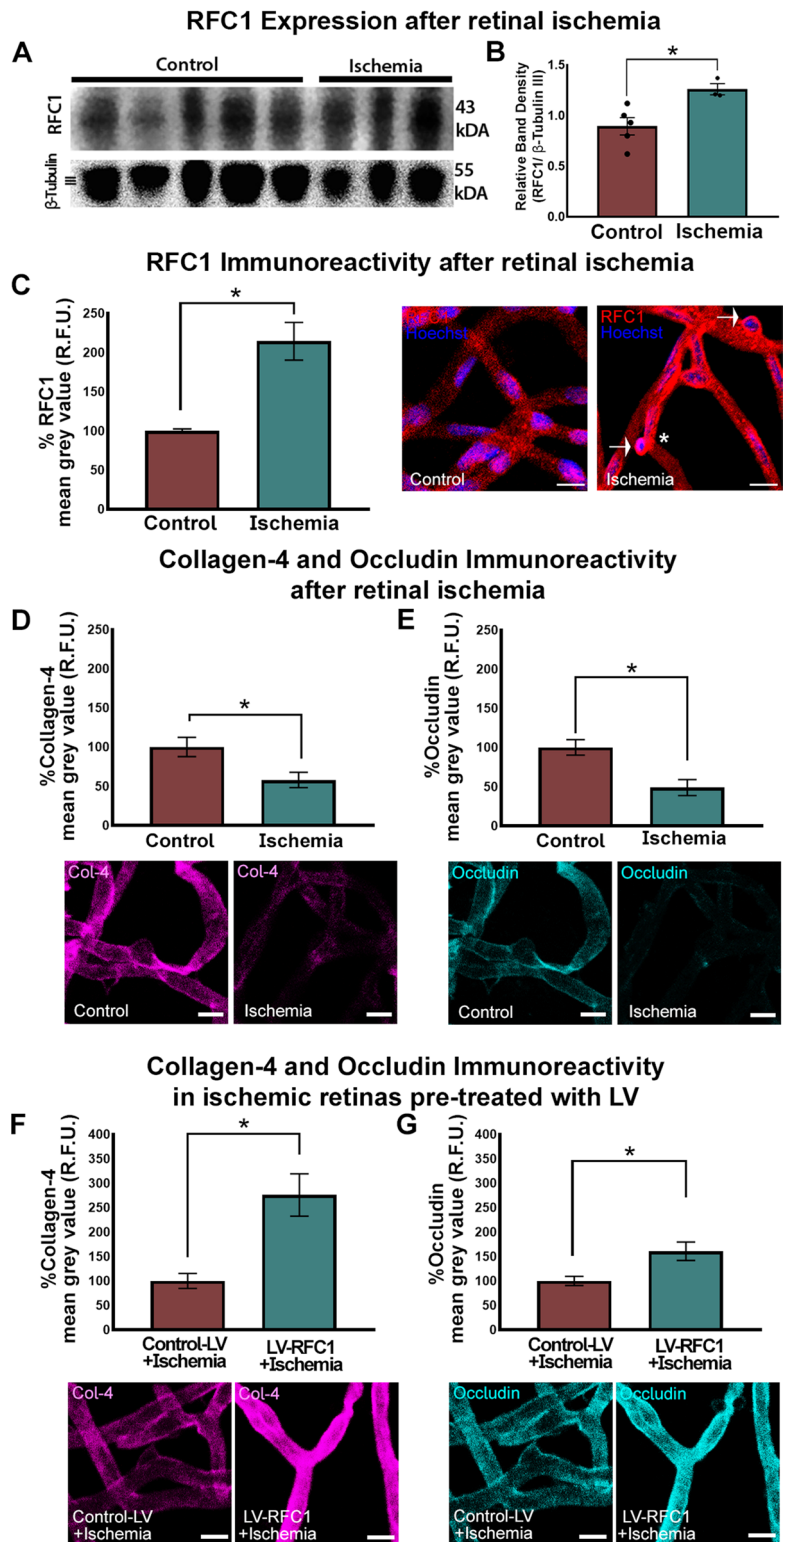 RFC1 Expression after retinal ischemia
A
Control
Ischemia
RFC1
43
kDA
β-Tubulin
III
55
kDA
B
Relative Band Density
(RFC1/ β-Tubulin III)
1.5
1.0
0.5
0.0
*
Control
Ischemia
RFC1 Immunoreactivity after retinal ischemia
C
% RFC1
mean grey value (R.F.U.)
250
200
150
100
50
0
*
Control
Ischemia
RFC1
Hoechst
Control
RFC1
Hoechst
*
Ischemia
Collagen-4 and Occludin Immunoreactivity
after retinal ischemia
D
%Collagen-4
mean grey value (R.F.U.)
250
200
150
100
50
0
*
Control
Ischemia
Col-4
Control
Col-4
Ischemia
E
%Occludin
mean grey value (R.F.U.)
250
200
150
100
50
0
*
Control
Ischemia
Occludin
Control
Occludin
Ischemia
Collagen-4 and Occludin Immunoreactivity
in ischemic retinas pre-treated with LV
F
%Collagen-4
mean grey value (R.F.U.)
400
350
300
250
200
150
100
50
0
*
Control-LV
+Ischemia
LV-RFC1
+Ischemia
Col-4
Control-LV
+Ischemia
Col-4
LV-RFC1
+Ischemia
G
%Occludin
mean grey value (R.F.U.)
400
350
300
250
200
150
100
50
0
*
Control-LV
+Ischemia
LV-RFC1
+Ischemia
Occludin
Control-LV
+Ischemia
Occludin
LV-RFC1
+Ischemia